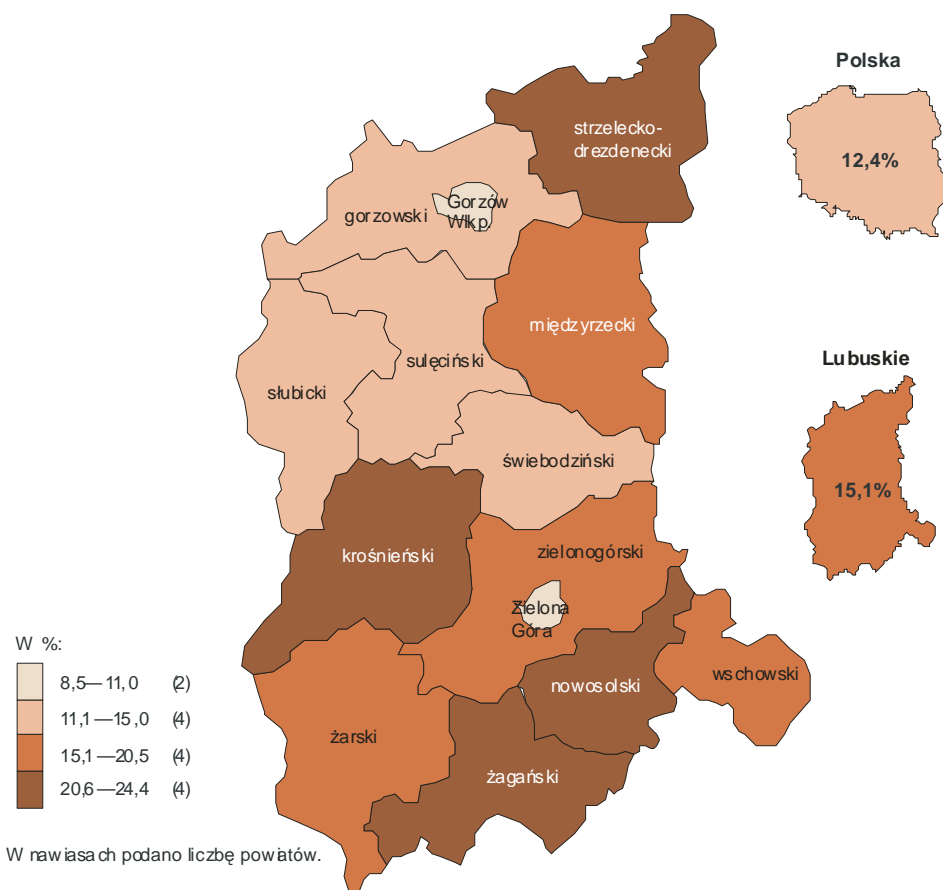 Polska
12,4%
strzelecko-
drezdenecki
Gorzów
Wlkp.
gorzowski
międzyrzecki
Lubuskie
15,1%
sulęciński
słubicki
świebodziński
krośnieński
zielonogórski
Zielona
Góra
wschowski
nowosolski
żarski
żagański
W %:
8,5—11,0 (2)
11,1—15,0 (4)
15,1—20,5 (4)
20,6—24,4 (4)
W nawiasach podano liczbę powiatów.